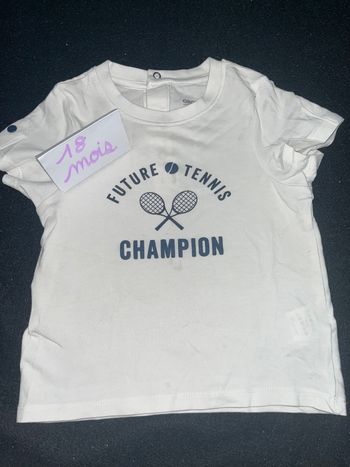 18
mois
FUTURE TENNIS
CHAMPION